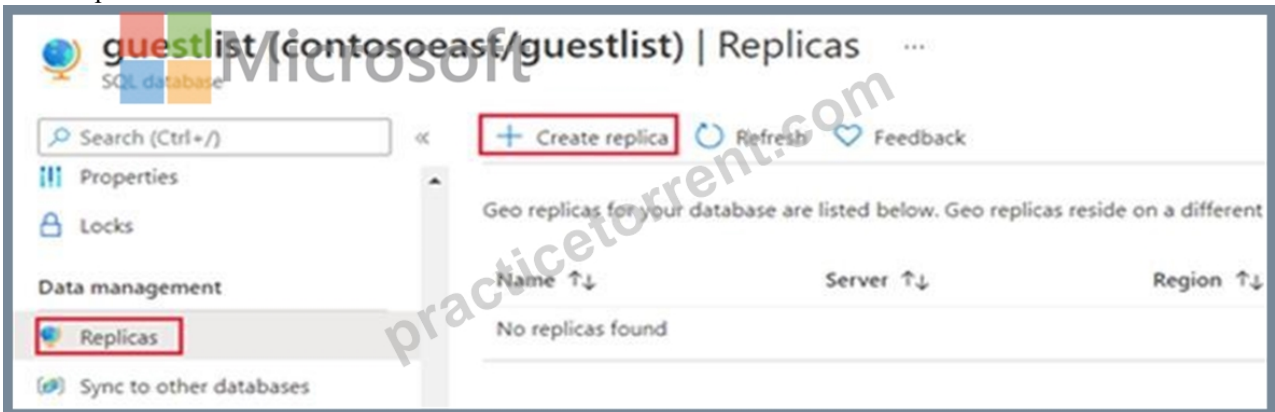 guestlist (contosoeast/guestlist) | Replicas ...
SQL database
Microsoft
Search (Ctrl+/)
«
+ Create replica
Refresh
Feedback
Properties
Locks
Geo replicas for your database are listed below. Geo replicas reside on a different
Data management
Name ↑↓
Server ↑↓
Region ↑↓
Replicas
No replicas found
Sync to other databases
practicetorrent.com